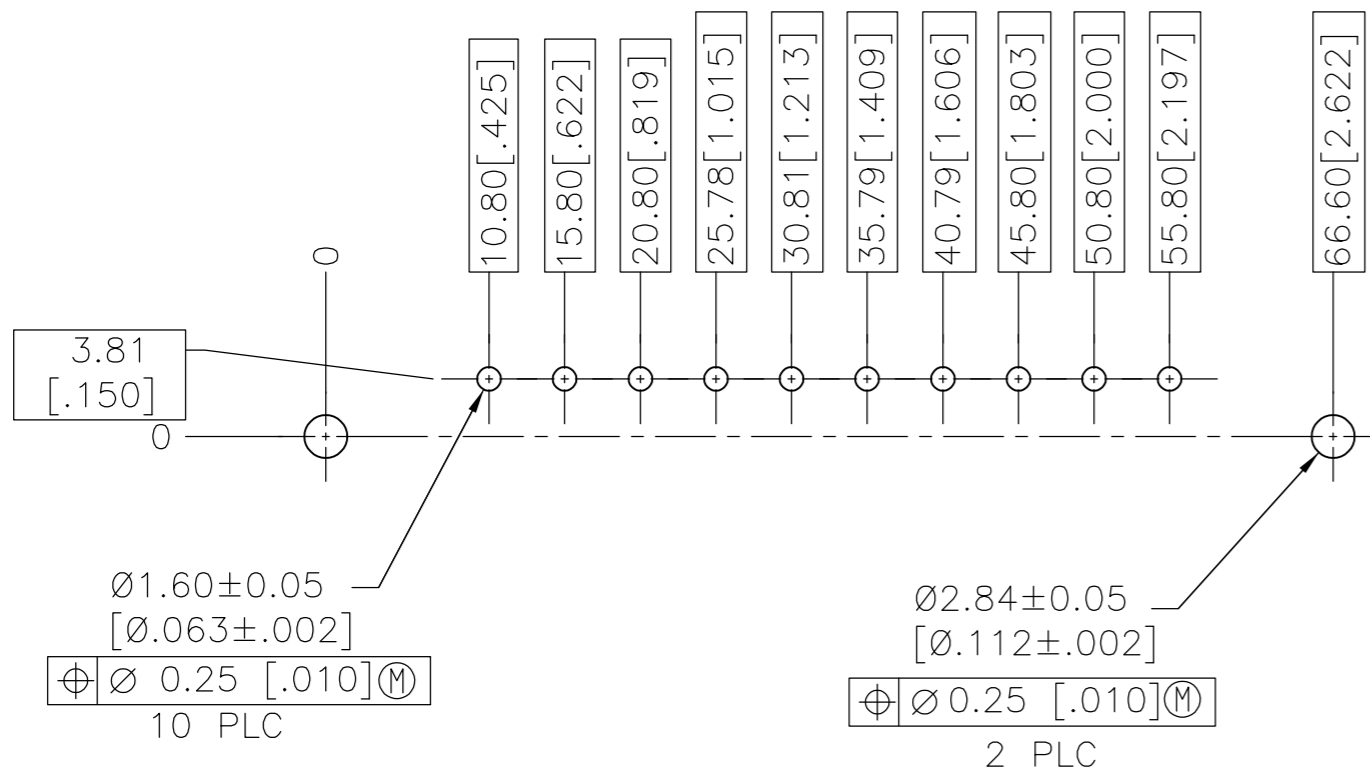 10.80[.425]
15.80[.622]
20.80[.819]
25.78[1.015]
30.81[1.213]
35.79[1.409]
40.79[1.606]
45.80[1.803]
50.80[2.000]
55.80[2.197]
66.60[2.622]
0
3.81
[.150]
0
Ø1.60±0.05
[Ø.063±.002]
⌖ Ø 0.25 [.010]Ⓜ
10 PLC
Ø2.84±0.05
[Ø.112±.002]
⌖ Ø 0.25 [.010]Ⓜ
2 PLC